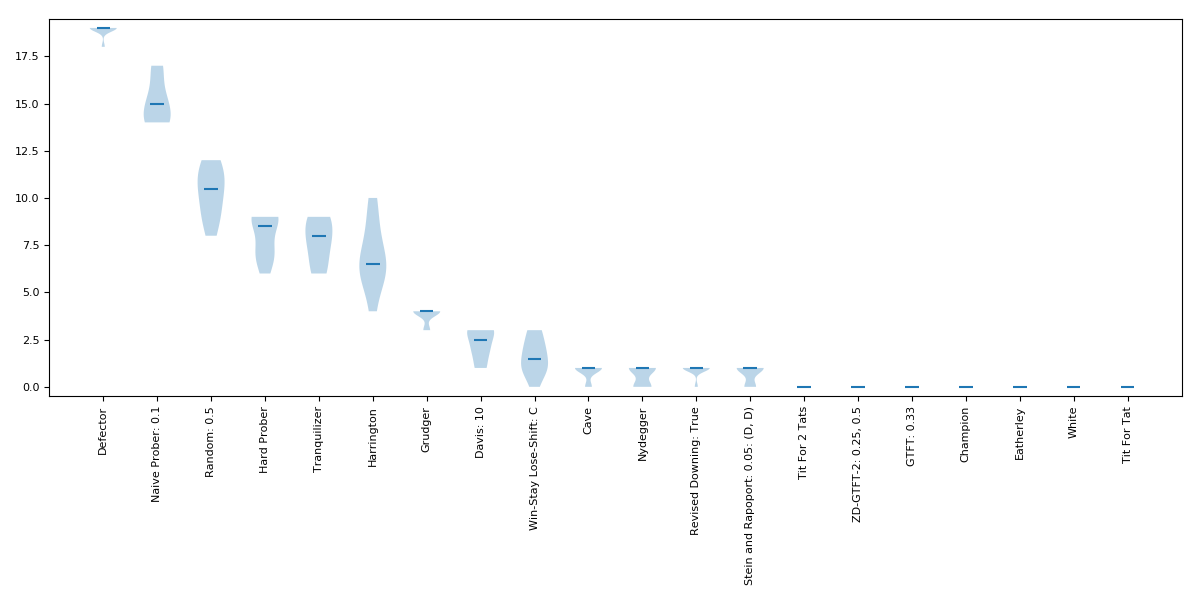 17.5
15.0
12.5
10.0
7.5
5.0
2.5
0.0
Defector
Naive Prober: 0.1
Random: 0.5
Hard Prober
Tranquilizer
Harrington
Grudger
Davis: 10
Win-Stay Lose-Shift: C
Cave
Nydegger
Revised Downing: True
Stein and Rapoport: 0.05: (D, D)
Tit For 2 Tats
ZD-GTFT-2: 0.25, 0.5
GTFT: 0.33
Champion
Eatherley
White
Tit For Tat